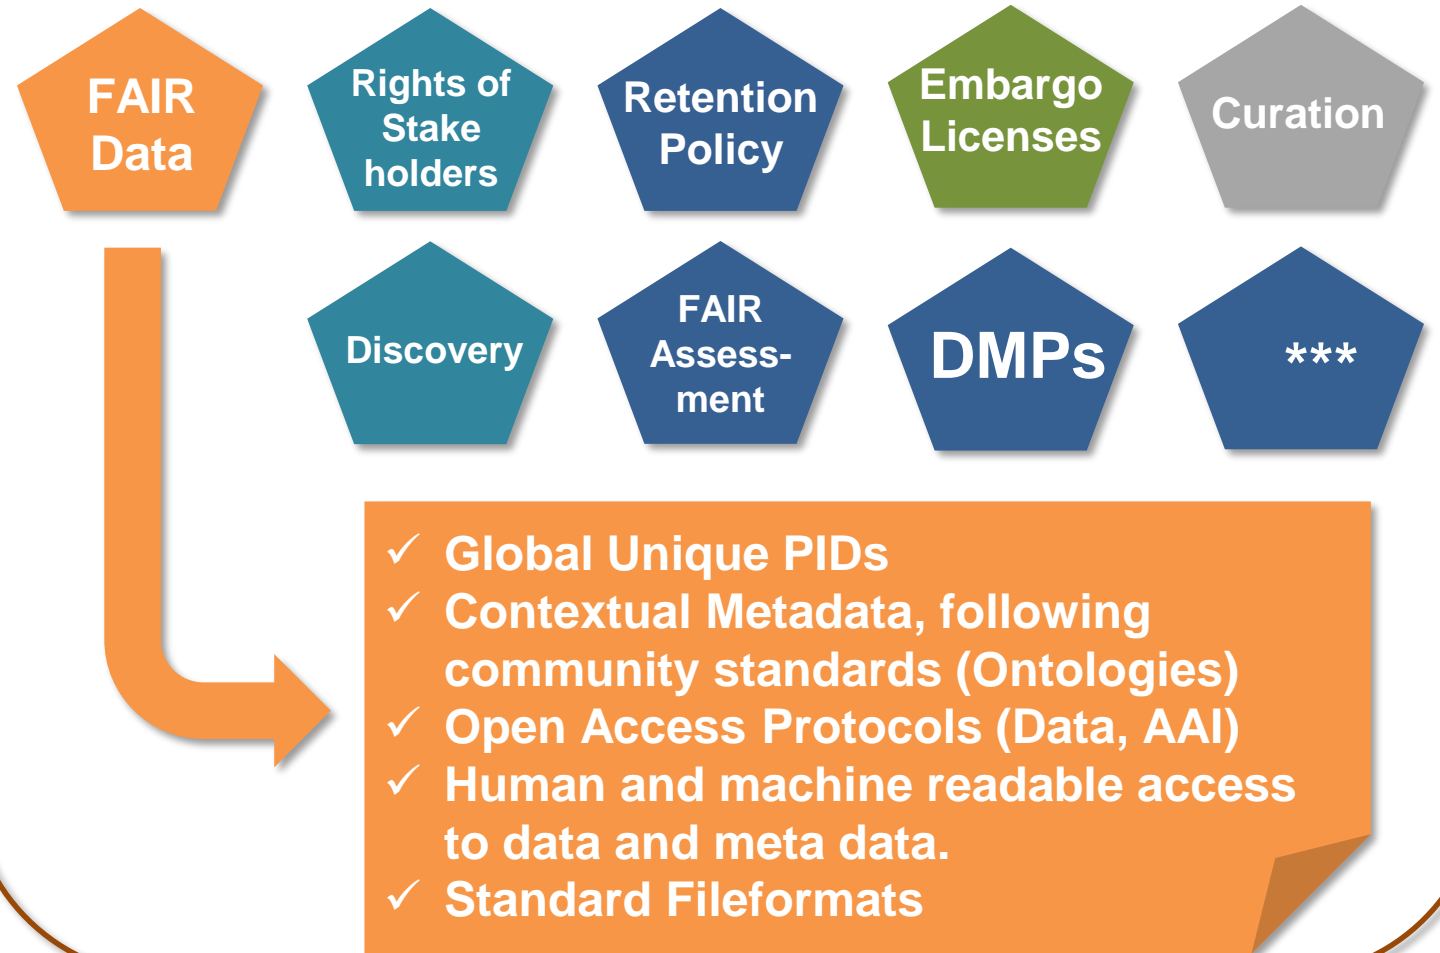 FAIR
Data
Rights of
Stake
holders
Retention
Policy
Embargo
Licenses
Curation
Discovery
FAIR
Assess-
ment
DMPs
***
✓ Global Unique PIDs
✓ Contextual Metadata, following
community standards (Ontologies)
✓ Open Access Protocols (Data, AAI)
✓ Human and machine readable access
to data and meta data.
✓ Standard Fileformats